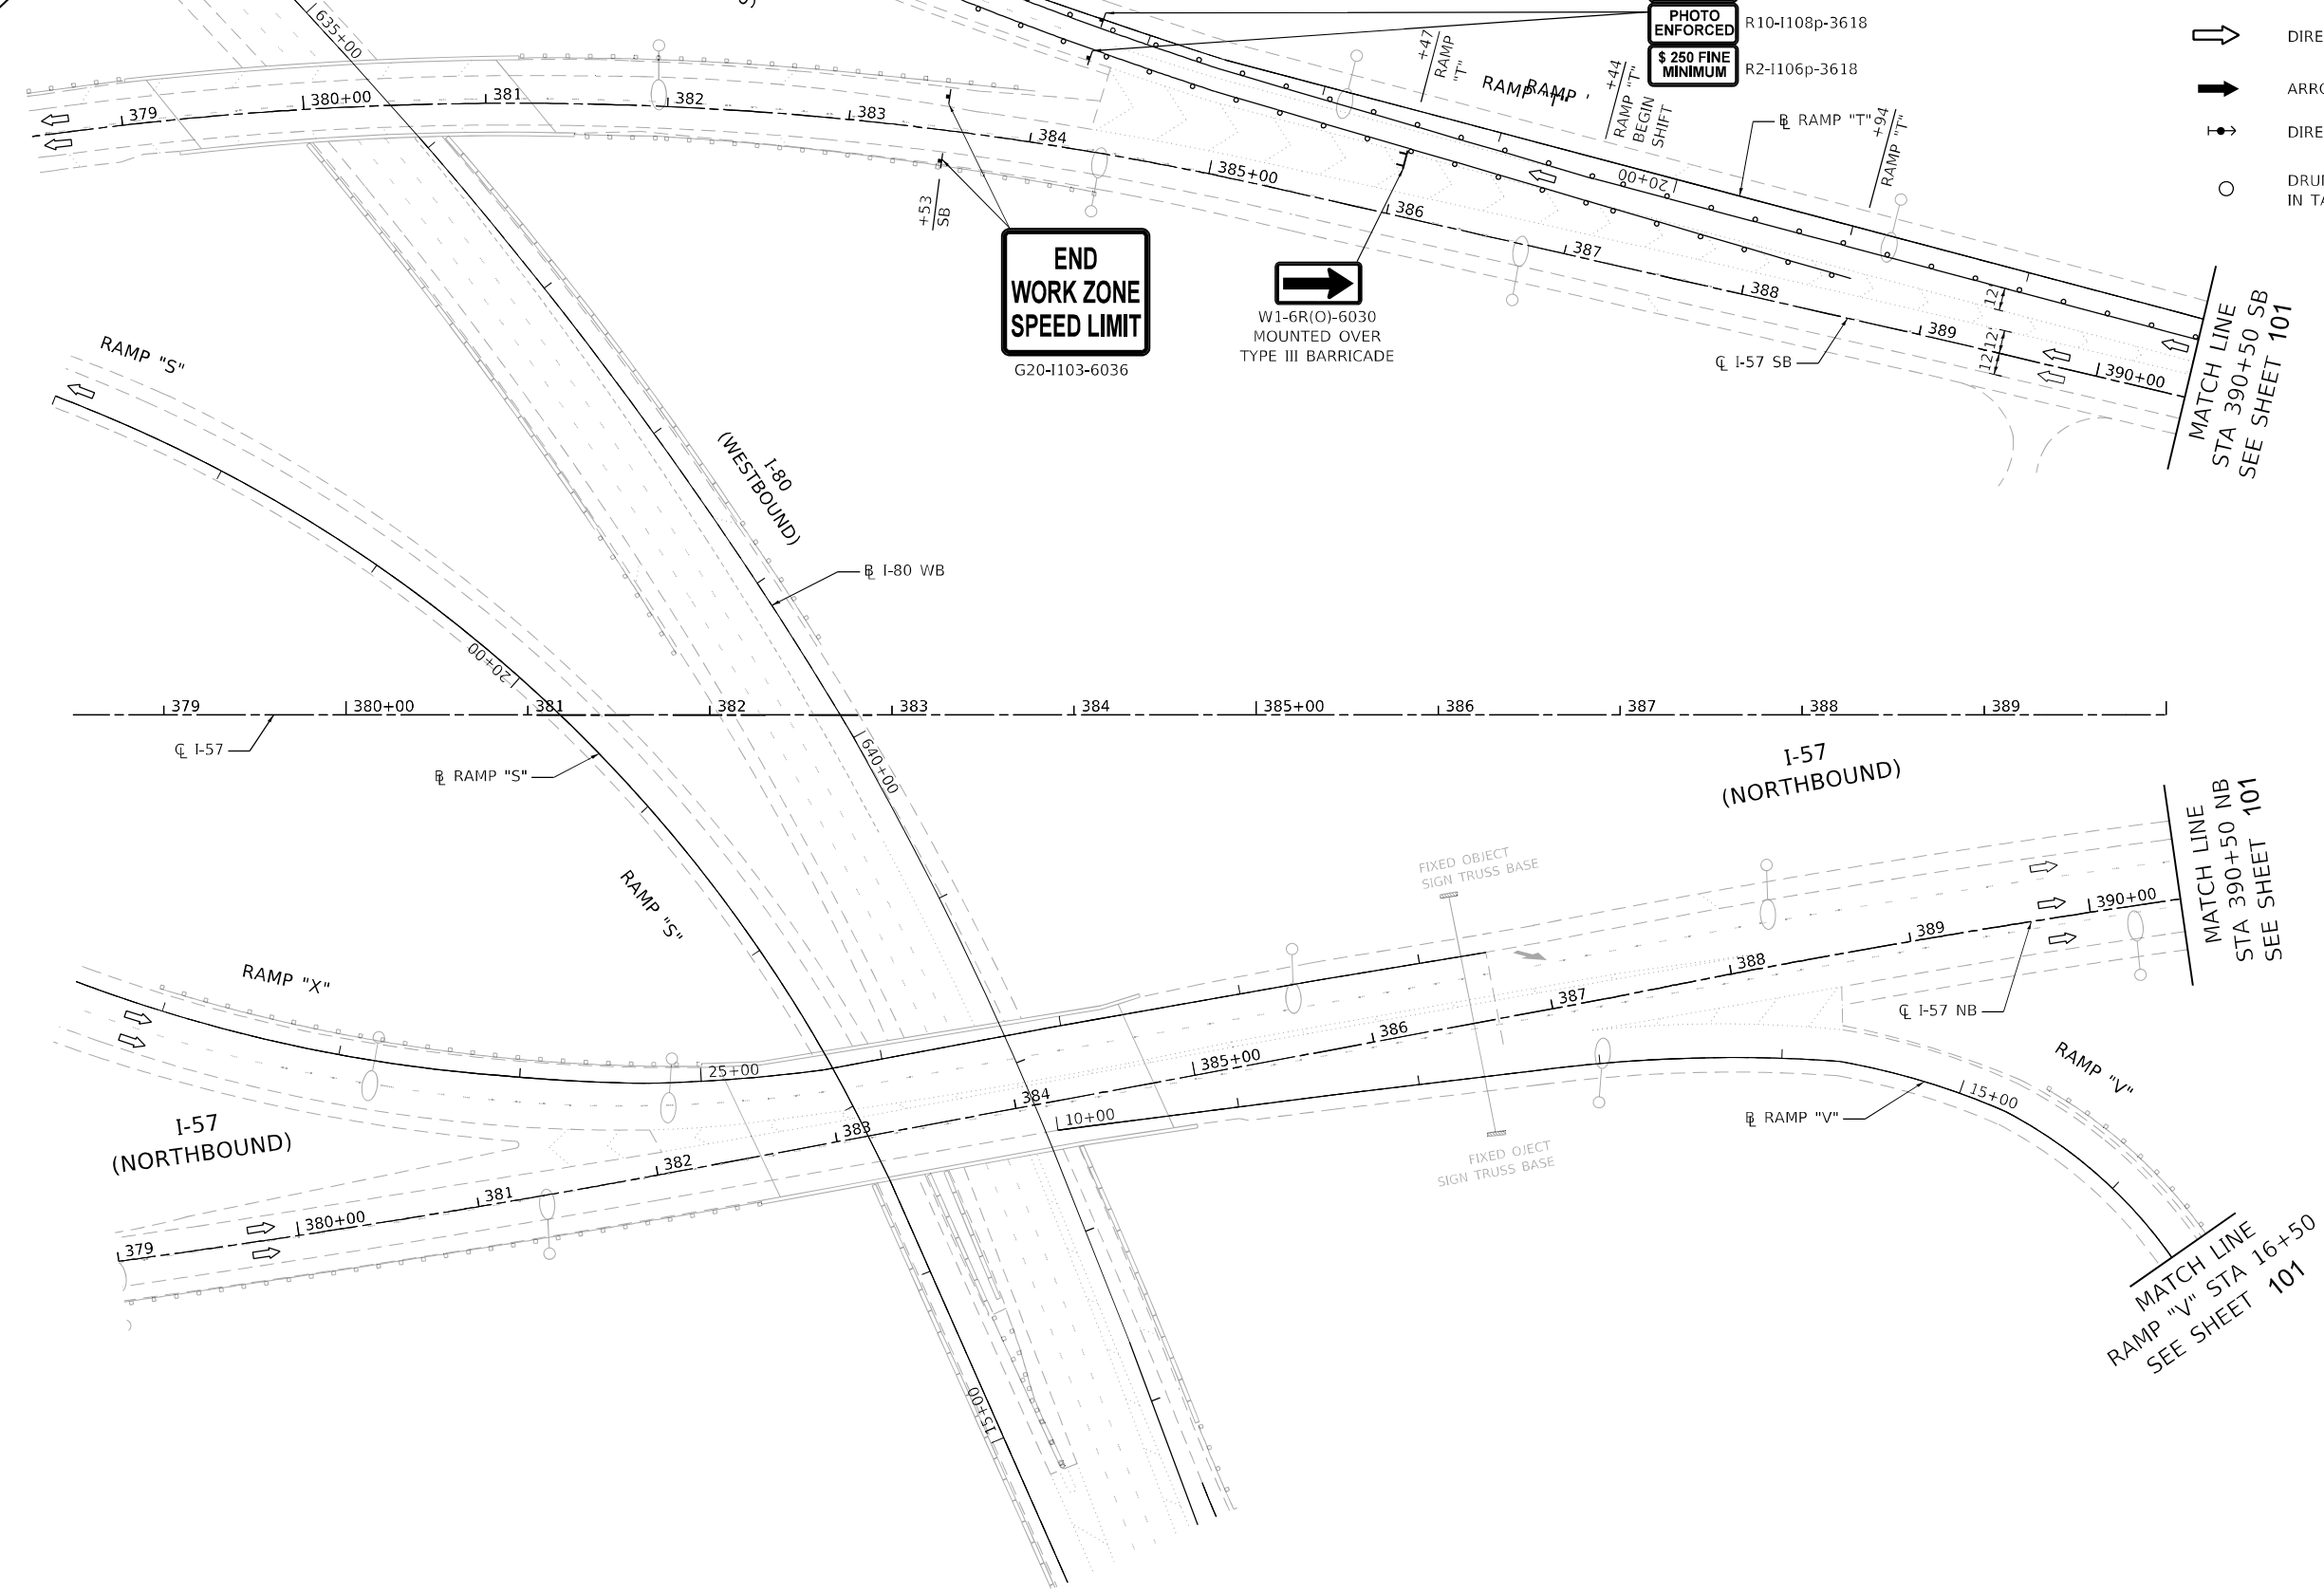 635+00
PHOTO
ENFORCED
R10-I108p-3618
$ 250 FINE
MINIMUM
R2-I106p-3618
DIRE
ARRO
DIRE
DRU
IN TA
+47
RAMP
"T"
RAMP "T"
+44
RAMP "T"
BEGIN
SHIFT
+94
RAMP "T"
℄ RAMP "T"
379
380+00
381
382
383
384
385+00
386
387
388
389
390+00
20+00
12'
12'
12'
+53
SB
END
WORK ZONE
SPEED LIMIT
G20-I103-6036
W1-6R(O)-6030
MOUNTED OVER
TYPE III BARRICADE
℄ I-57 SB
MATCH LINE
STA 390+50 SB
SEE SHEET 101
RAMP "S"
I-80
(WESTBOUND)
℄ I-80 WB
20+00
379
380+00
381
382
383
384
385+00
386
387
388
389
℄ I-57
℄ RAMP "S"
640+00
I-57
(NORTHBOUND)
MATCH LINE
STA 390+50 NB
SEE SHEET 101
RAMP "S"
FIXED OBJECT
SIGN TRUSS BASE
RAMP "X"
25+00
I-57
(NORTHBOUND)
379
380+00
381
382
383
384
385+00
386
387
388
389
390+00
℄ I-57 NB
10+00
15+00
RAMP "V"
℄ RAMP "V"
FIXED OJECT
SIGN TRUSS BASE
MATCH LINE
RAMP "V" STA 16+50
SEE SHEET 101
15+00